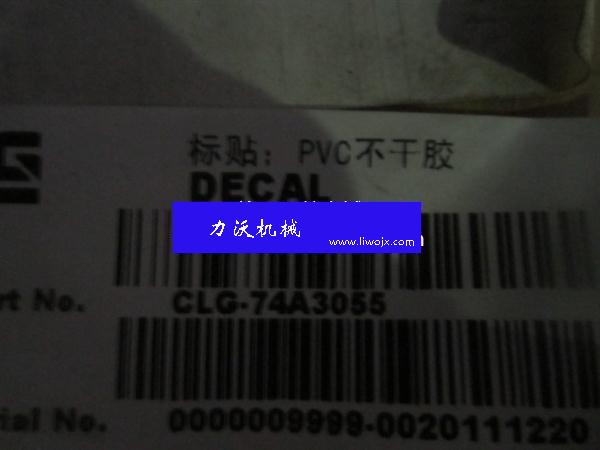 标贴: PVC不干胶
DECAL
力沃机械
www.liwojx.com
rt No. CLG-74A3055
rial No. 0000009999-0020111220